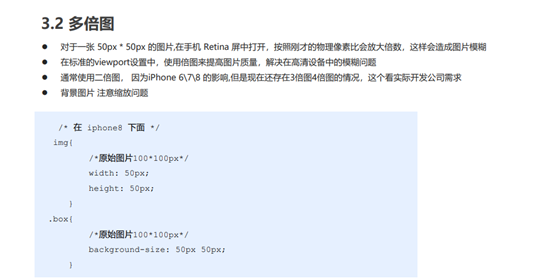 3.2 多倍图
● 对于一张 50px * 50px 的图片,在手机 Retina 屏中打开，按照刚才的物理像素比会放大倍数，这样会造成图片模糊
● 在标准的viewport设置中，使用倍图来提高图片质量，解决在高清设备中的模糊问题
● 通常使用二倍图， 因为iPhone 6\7\8 的影响,但是现在还存在3倍图4倍图的情况，这个看实际开发公司需求
● 背景图片 注意缩放问题
/* 在 iphone8 下面 */
img{
/*原始图片100*100px*/
width: 50px;
height: 50px;
}
.box{
/*原始图片100*100px*/
background-size: 50px 50px;
}